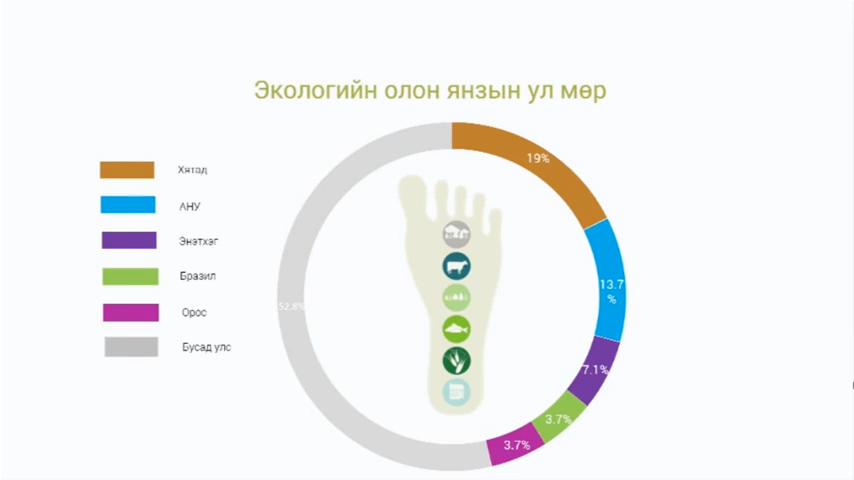 Экологийн олон янзын ул мөр
Хятад
АНУ
Энэтхэг
Бразил
Орос
Бусад улс
19%
13.7
%
7.1%
3.7%
3.7%
52.8%